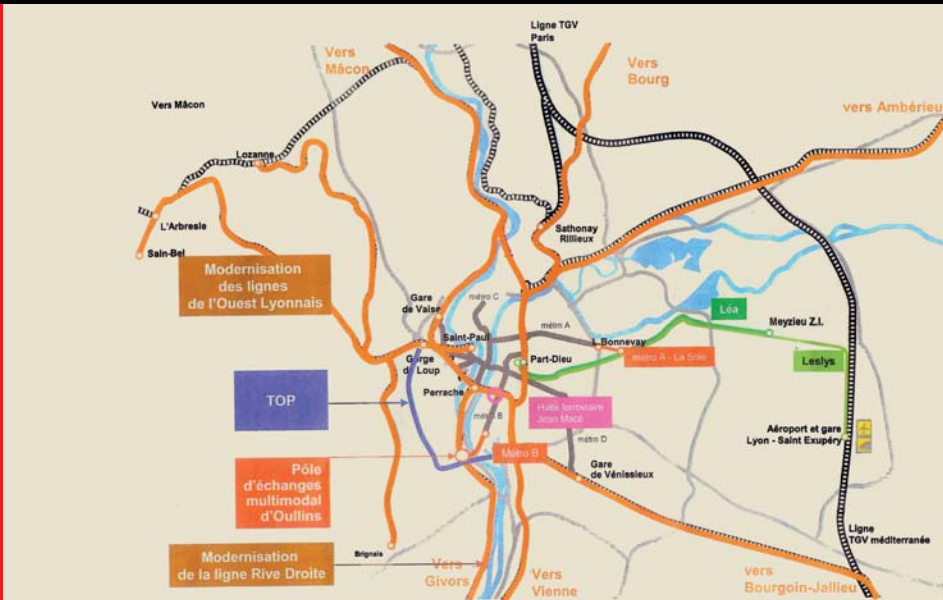 Ligne TGV
Paris
Vers
Mâcon
Vers
Bourg
Vers Mâcon
vers Ambérieu
Lozanne
L'Arbresle
Sain-Bel
Sathonay
Rillieux
Modernisation
des lignes
de l'Ouest Lyonnais
Gare
de Vaise
métro C
métro A
Léa
Meyzieu Z.I.
Saint-Paul
L.Bonnevay
Gorge
de Loup
Part-Dieu
métro A - La Soie
Leslys
Perrache
TOP
métro B
Halte ferroviaire
Jean Macé
Aéroport et gare
Lyon - Saint Exupéry
métro D
Métro B
Pôle
d'échanges
multimodal
d'Oullins
Gare
de Vénissieux
Ligne
TGV méditerranée
Brignais
Modernisation
de la ligne Rive Droite
Vers
Givors
Vers
Vienne
vers
Bourgoin-Jallieu